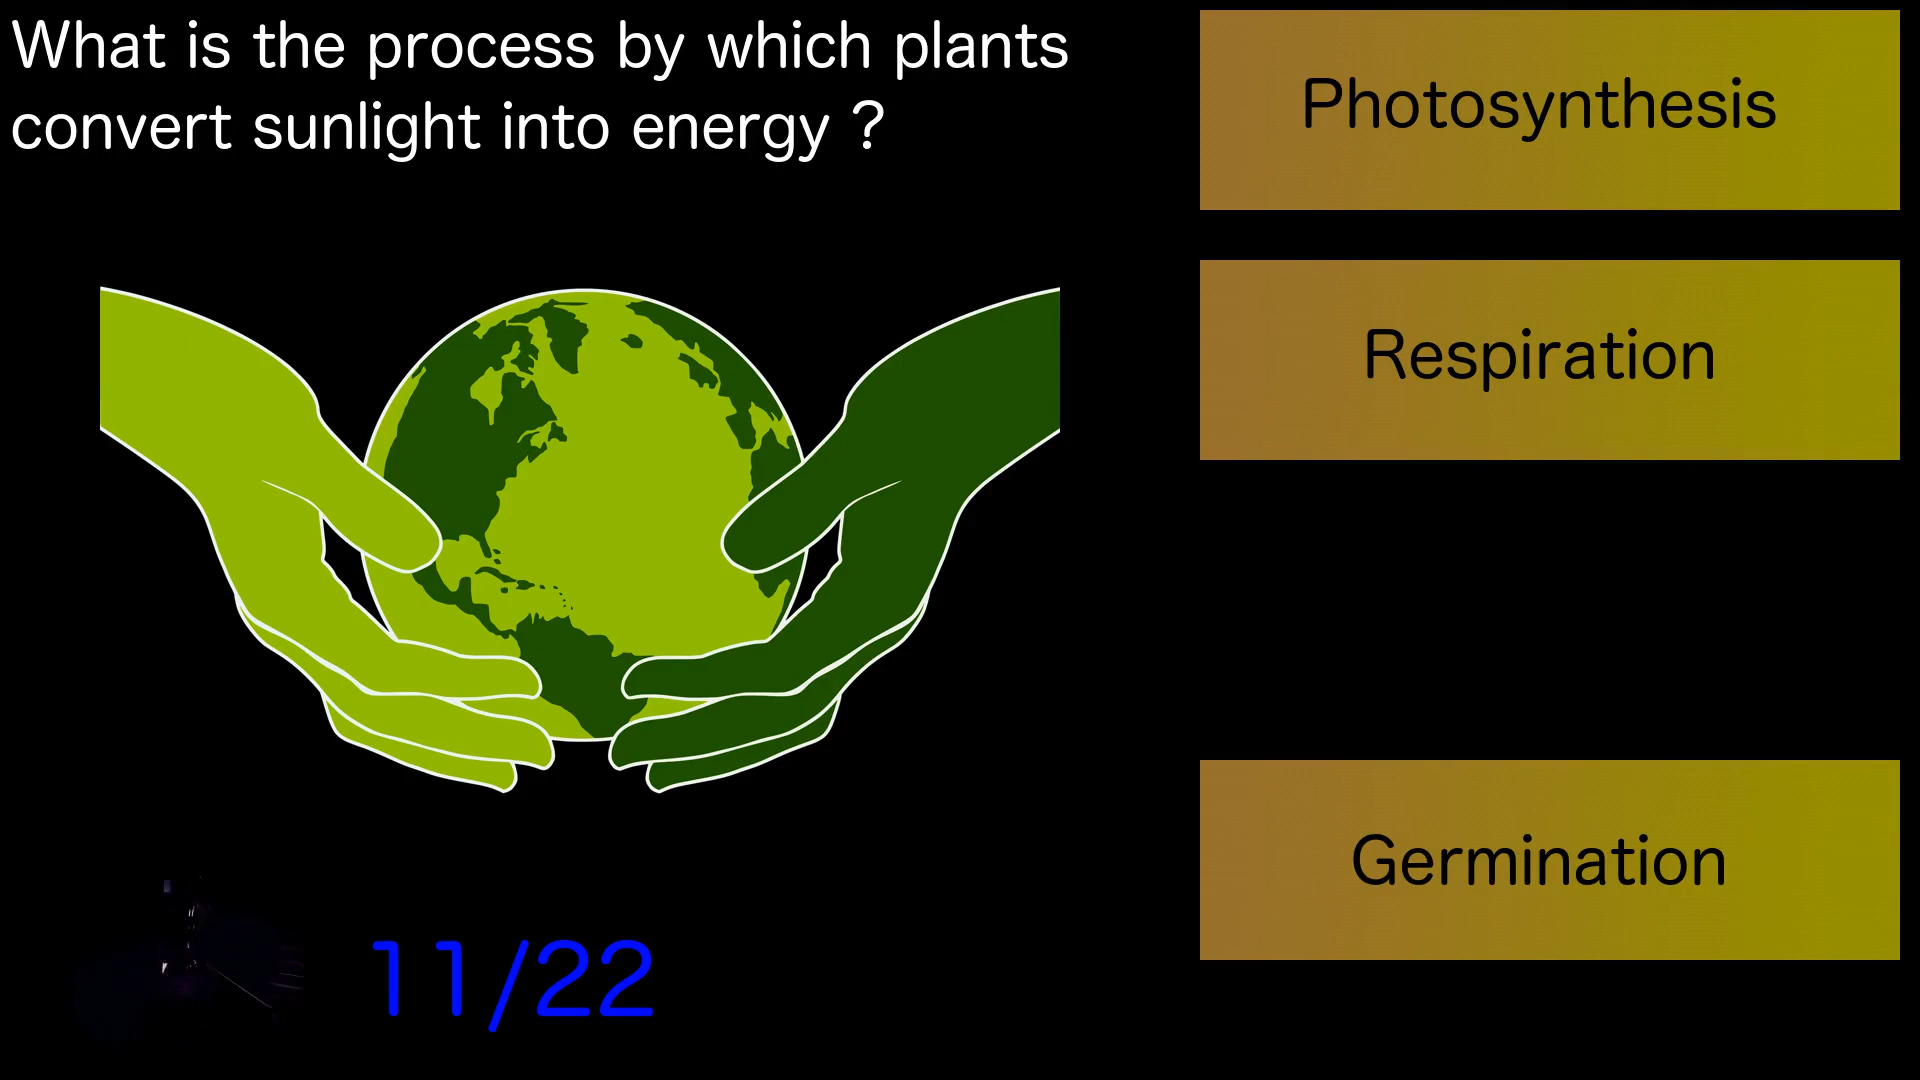 What is the process by which plants
convert sunlight into energy ?
Photosynthesis
Respiration
Germination
11/22